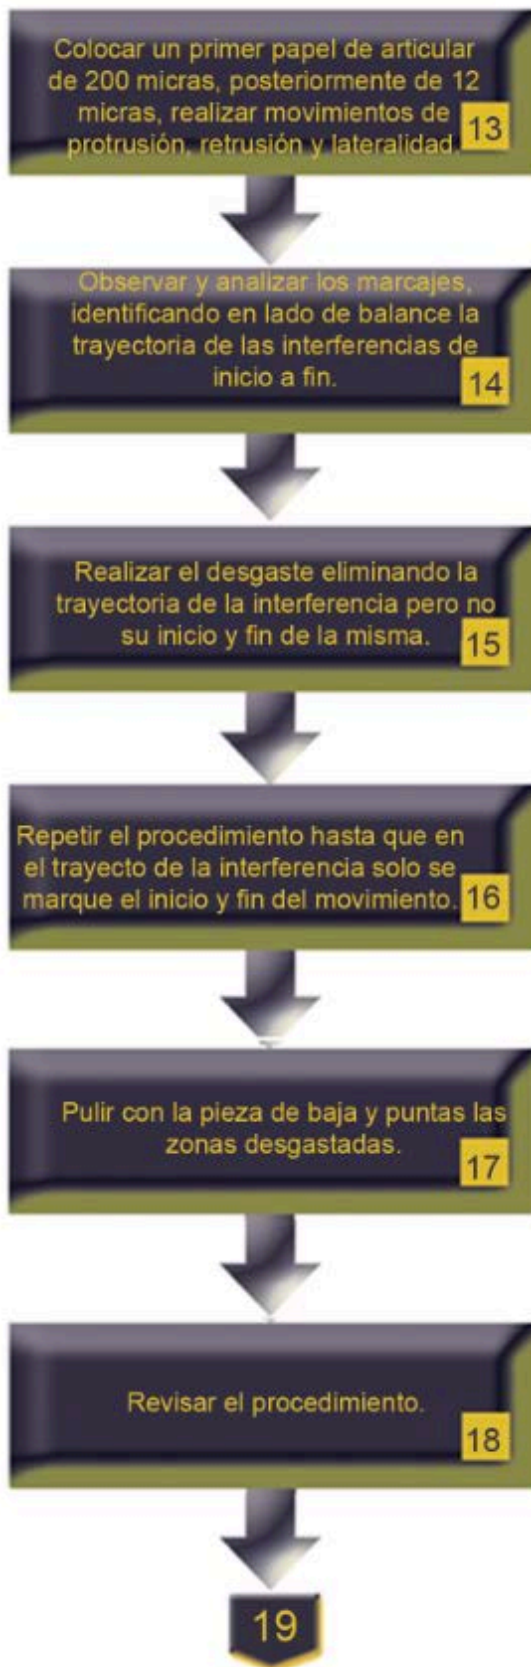 Colocar un primer papel de articular
de 200 micras, posteriormente de 12
micras, realizar movimientos de
protrusión, retrusión y lateralidad.
13
Observar y analizar los marcajes,
identificando en lado de balance la
trayectoria de las interferencias de
inicio a fin.
14
Realizar el desgaste eliminando la
trayectoria de la interferencia pero no
su inicio y fin de la misma.
15
Repetir el procedimiento hasta que en
el trayecto de la interferencia solo se
marque el inicio y fin del movimiento.
16
Pulir con la pieza de baja y puntas las
zonas desgastadas.
17
Revisar el procedimiento.
18
19